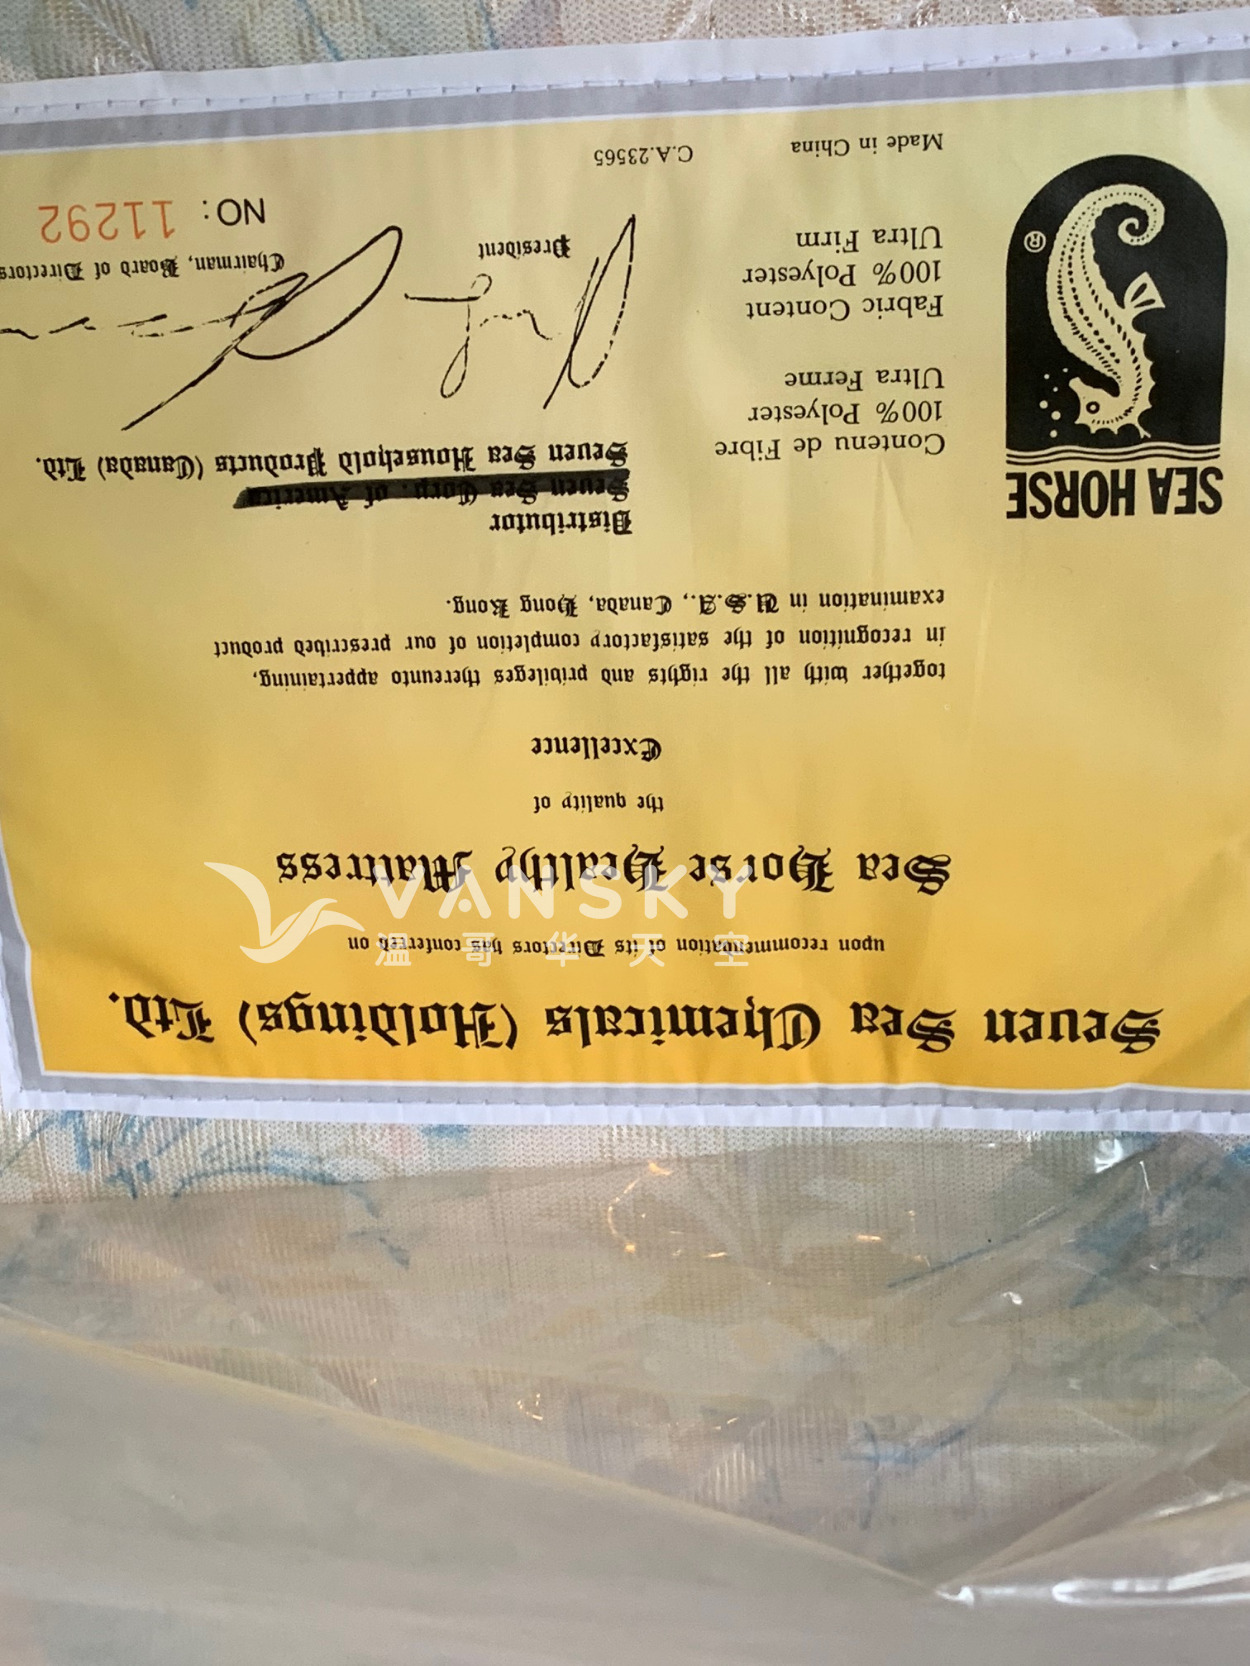 Seven Sea Chemicals (Holdings) Ltd.
upon recommendation of its Directors has conferred on
Sea Horse Healthy Mattress
the quality of
Excellence
together with all the rights and privileges thereunto appertaining,
in recognition of the satisfactory completion of our prescribed product
examination in U.S.A., Canada, Hong Kong.
SEA HORSE
®
Contenu de Fibre
100% Polyester
Ultra Ferme
Fabric Content
100% Polyester
Ultra Firm
Made in China
C.A.23565
Distributor
Seven Sea Corp. of America
Seven Sea Household Products (Canada) Ltd.
President
Chairman, Board of Directors
NO: 11292
VANSKY
温哥华天空